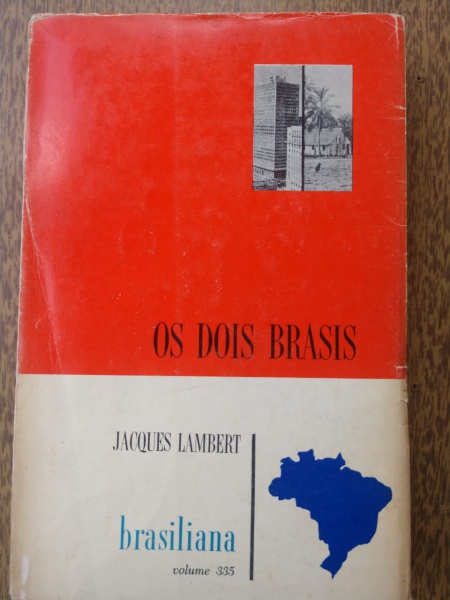 OS DOIS BRASIS
JACQUES LAMBERT
brasiliana
volume 335